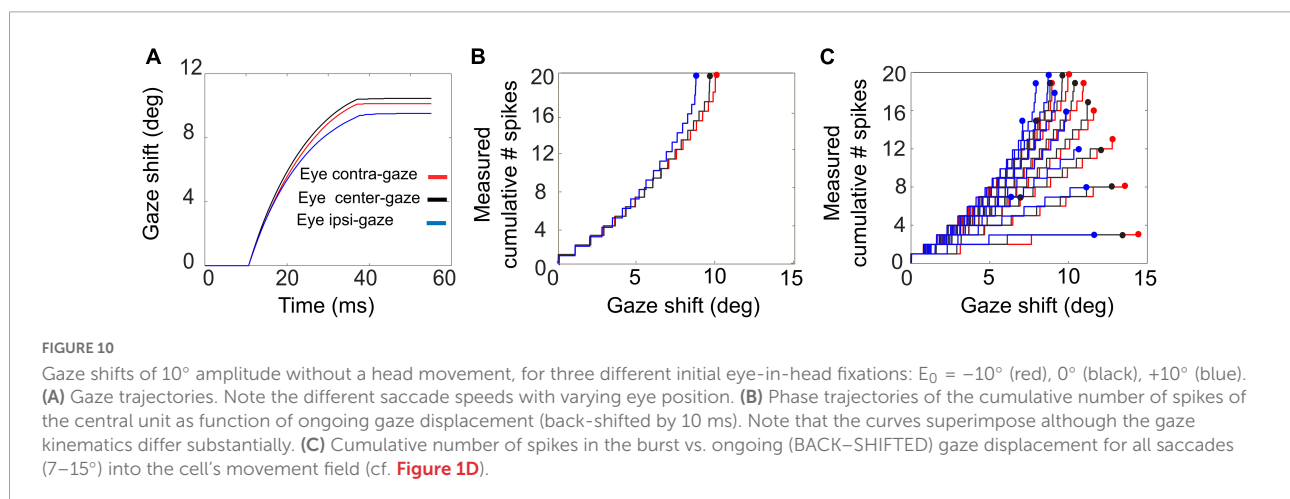 A
B
C
12
8
4
0
Gaze shift (deg)
Eye contra-gaze
Eye center-gaze
Eye ipsi-gaze
0
20
40
60
Time (ms)
20
16
12
8
4
0
Measured
cumulative # spikes
0
5
10
15
Gaze shift (deg)
20
16
12
8
4
0
Measured
cumulative # spikes
0
5
10
15
Gaze shift (deg)
FIGURE 10
Gaze shifts of 10° amplitude without a head movement, for three different initial eye-in-head fixations: E0 = −10° (red), 0° (black), +10° (blue).
(A) Gaze trajectories. Note the different saccade speeds with varying eye position. (B) Phase trajectories of the cumulative number of spikes of
the central unit as function of ongoing gaze displacement (back-shifted by 10 ms). Note that the curves superimpose although the gaze
kinematics differ substantially. (C) Cumulative number of spikes in the burst vs. ongoing (BACK–SHIFTED) gaze displacement for all saccades
(7–15°) into the cell's movement field (cf. Figure 1D).